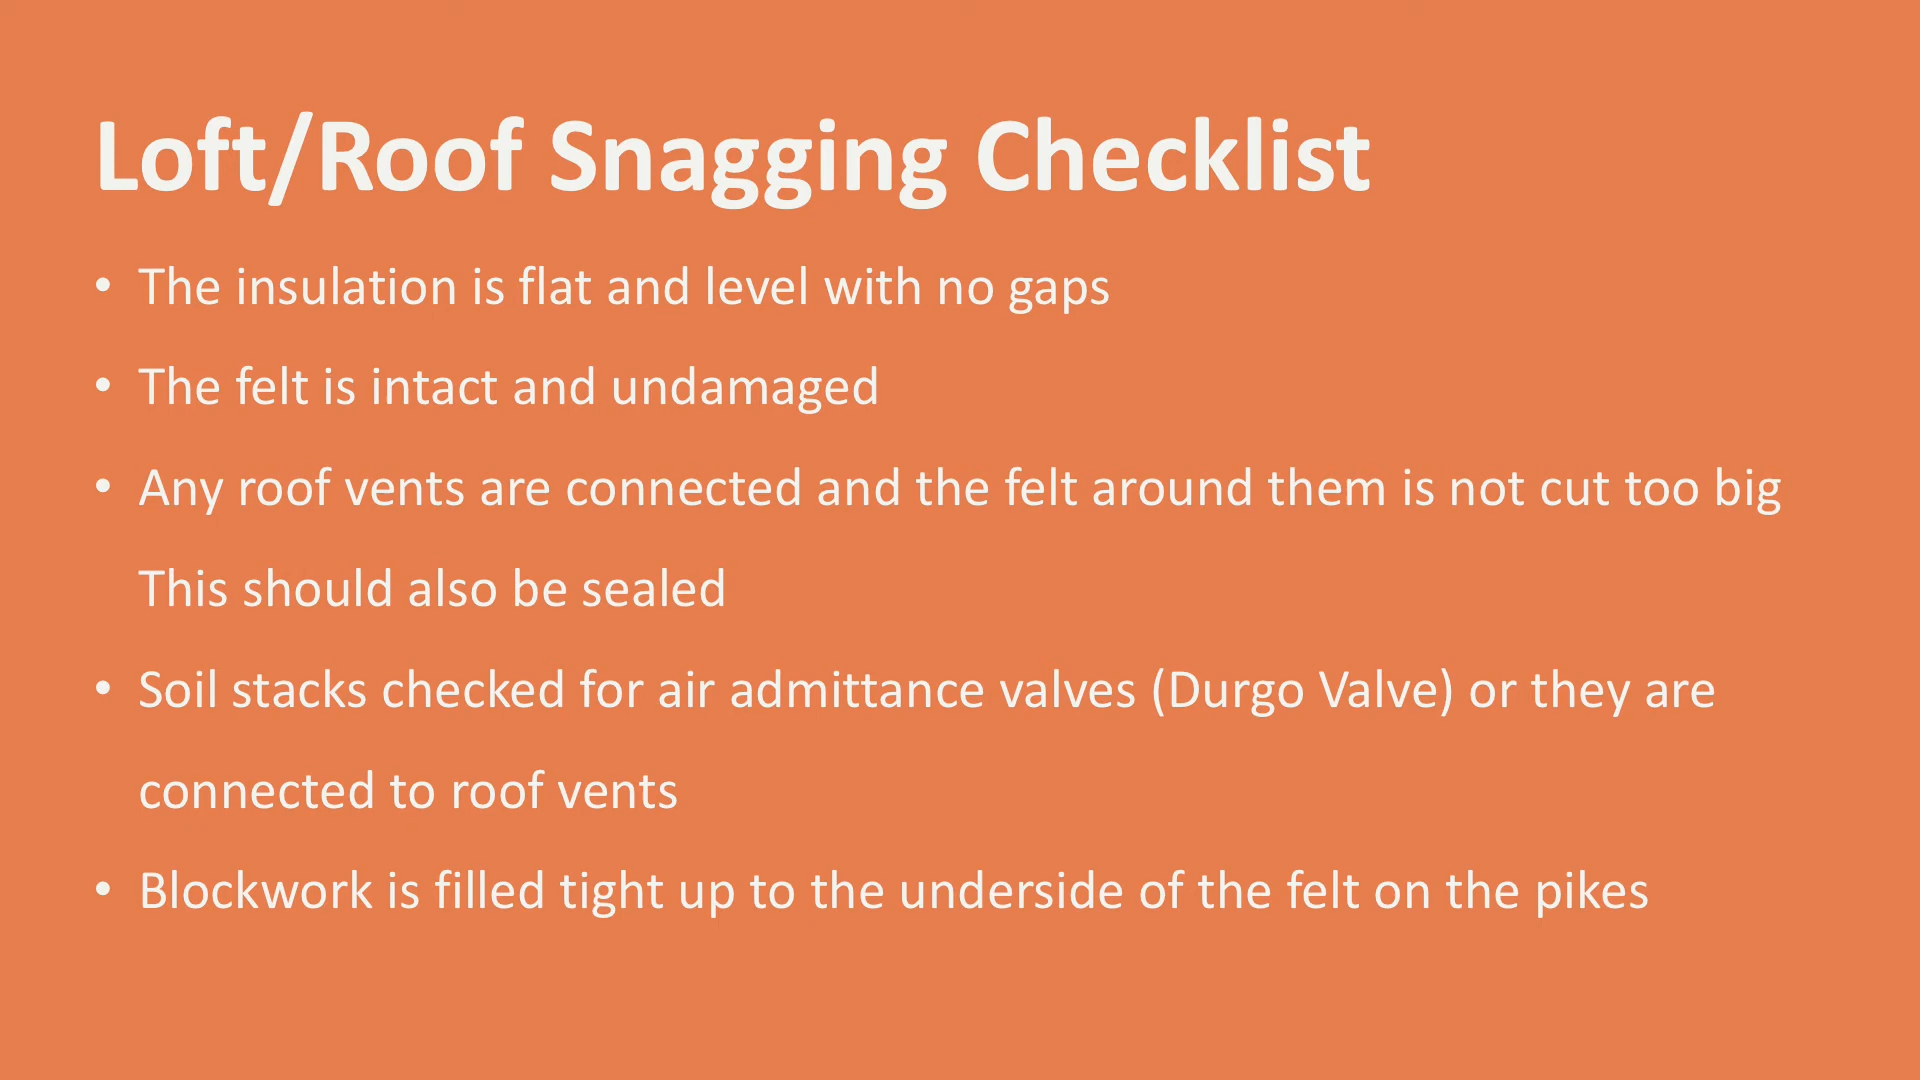 Loft/Roof Snagging Checklist
• The insulation is flat and level with no gaps
• The felt is intact and undamaged
• Any roof vents are connected and the felt around them is not cut too big
This should also be sealed
• Soil stacks checked for air admittance valves (Durgo Valve) or they are
connected to roof vents
• Blockwork is filled tight up to the underside of the felt on the pikes